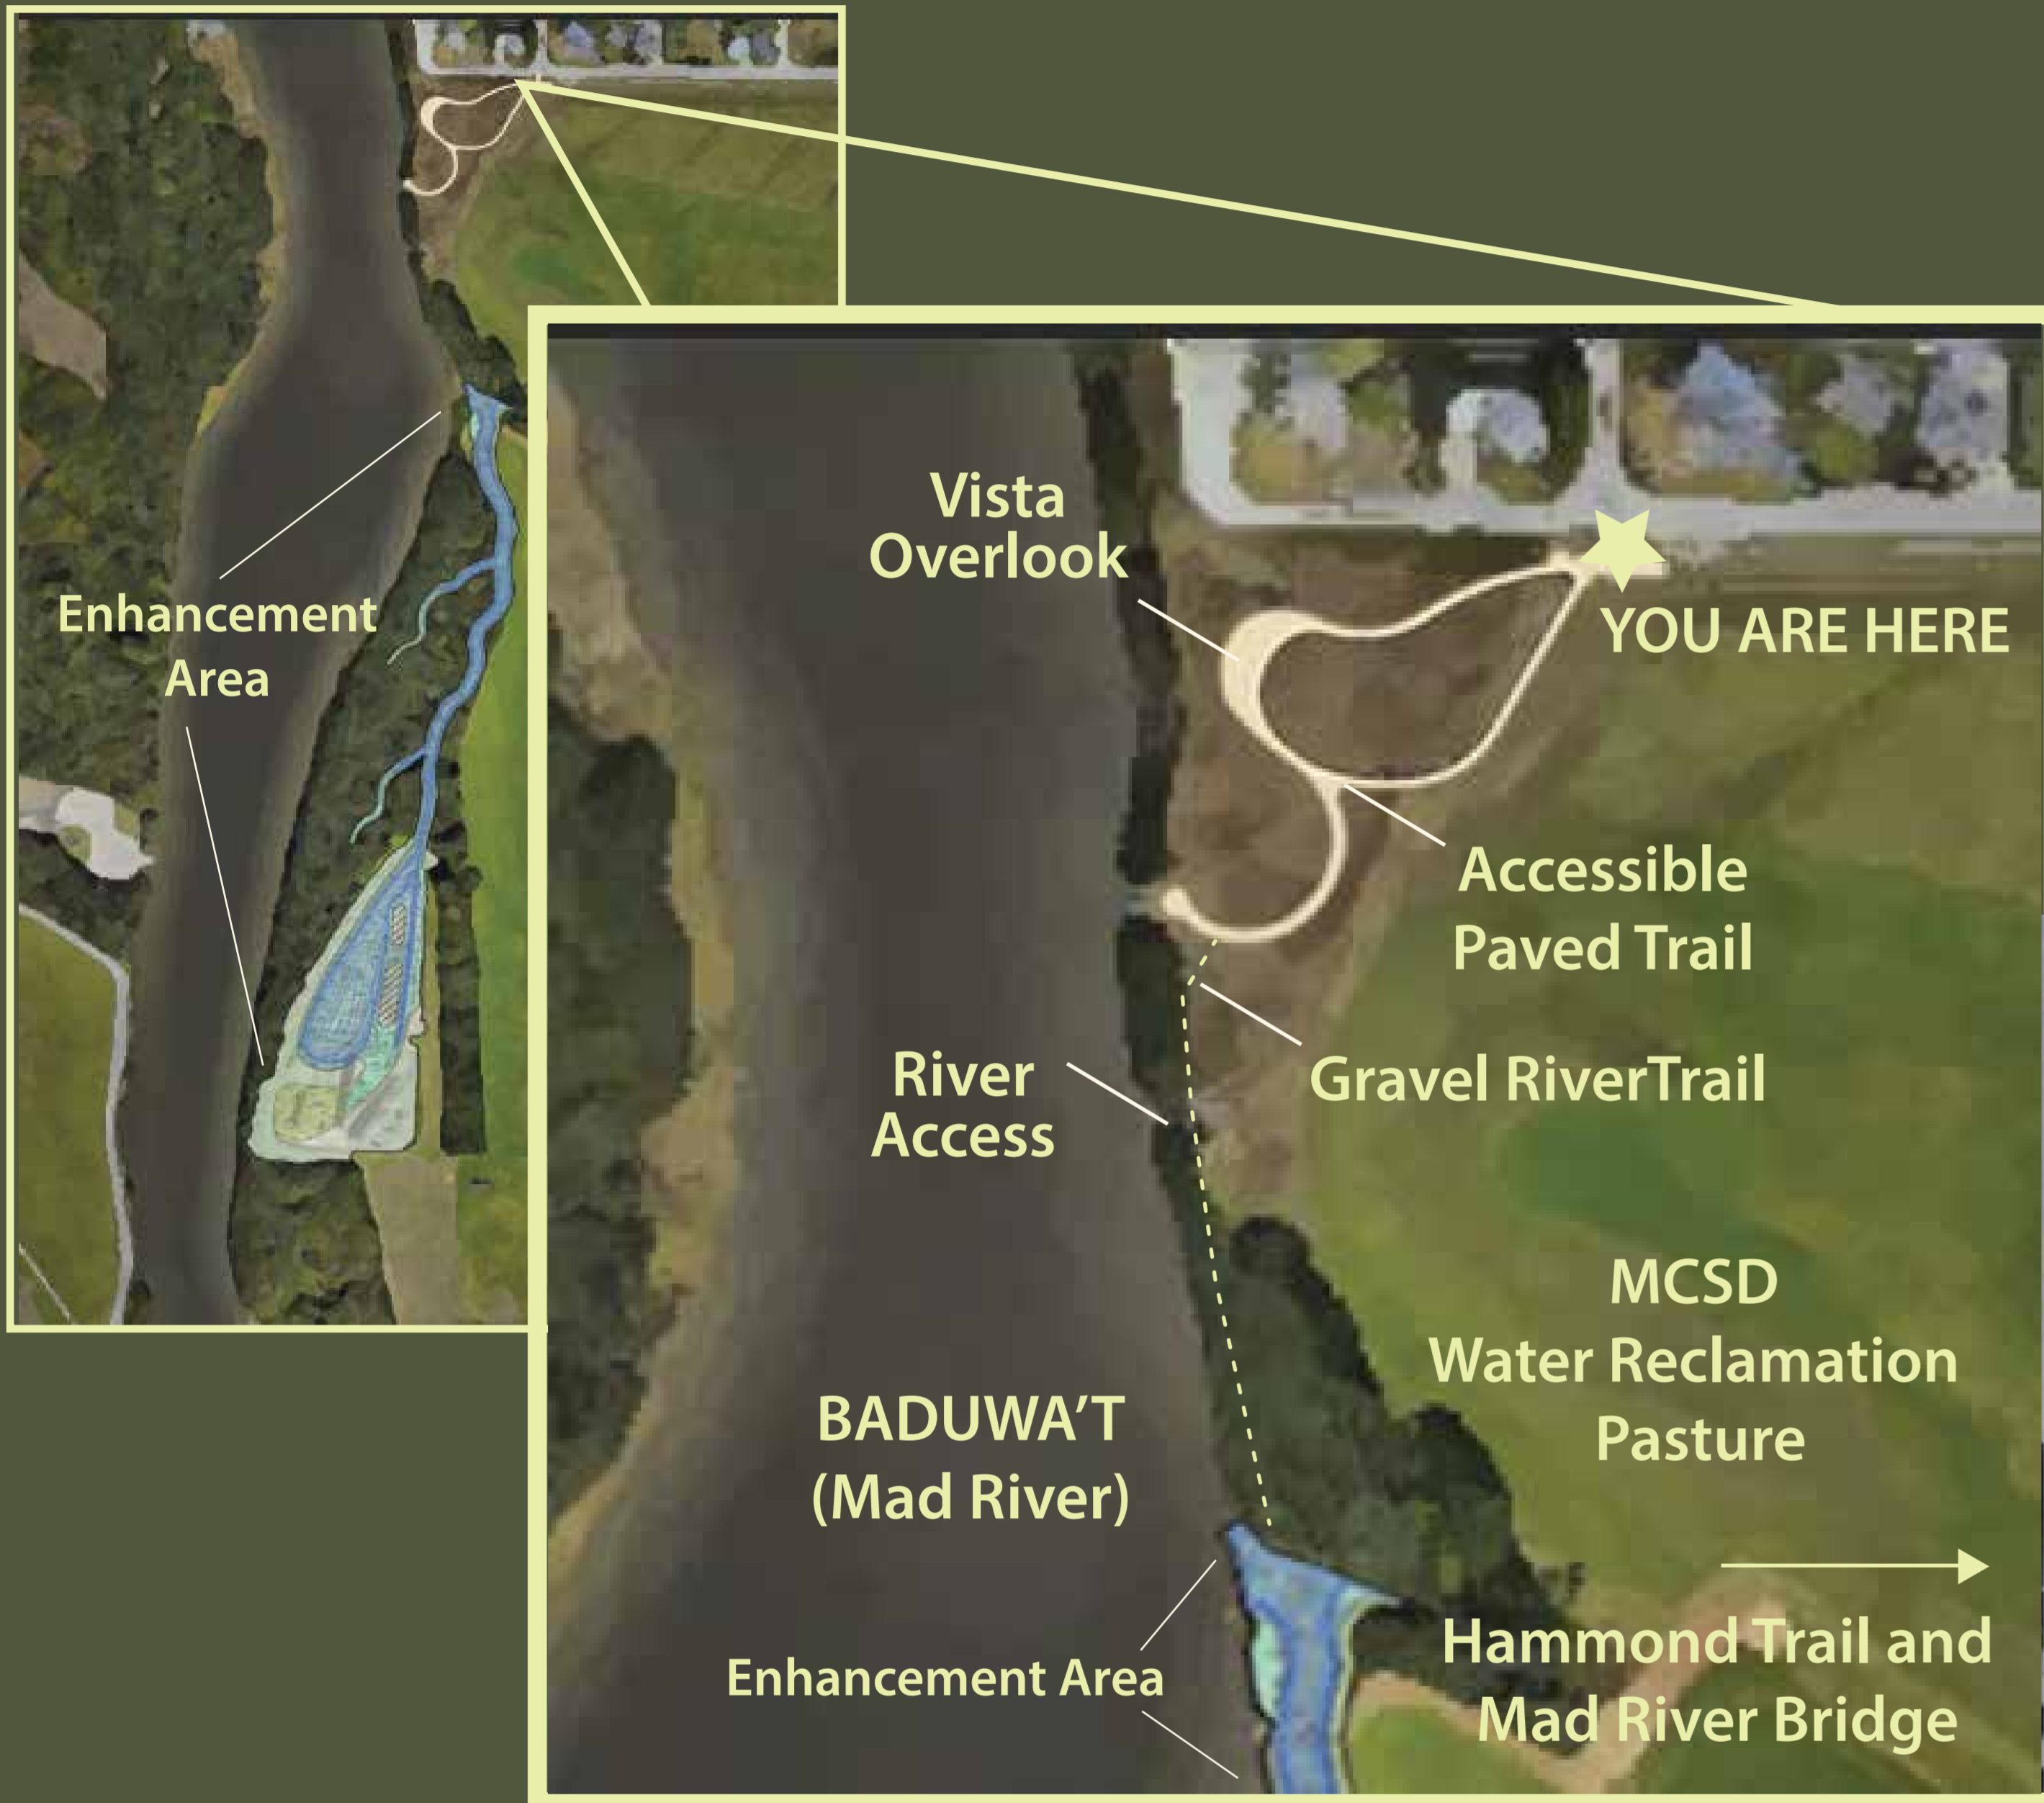 Enhancement
Area
Vista
Overlook
YOU ARE HERE
Accessible
Paved Trail
Gravel RiverTrail
River
Access
MCSD
Water Reclamation
Pasture
BADUWA’T
(Mad River)
Enhancement Area
Hammond Trail and
Mad River Bridge